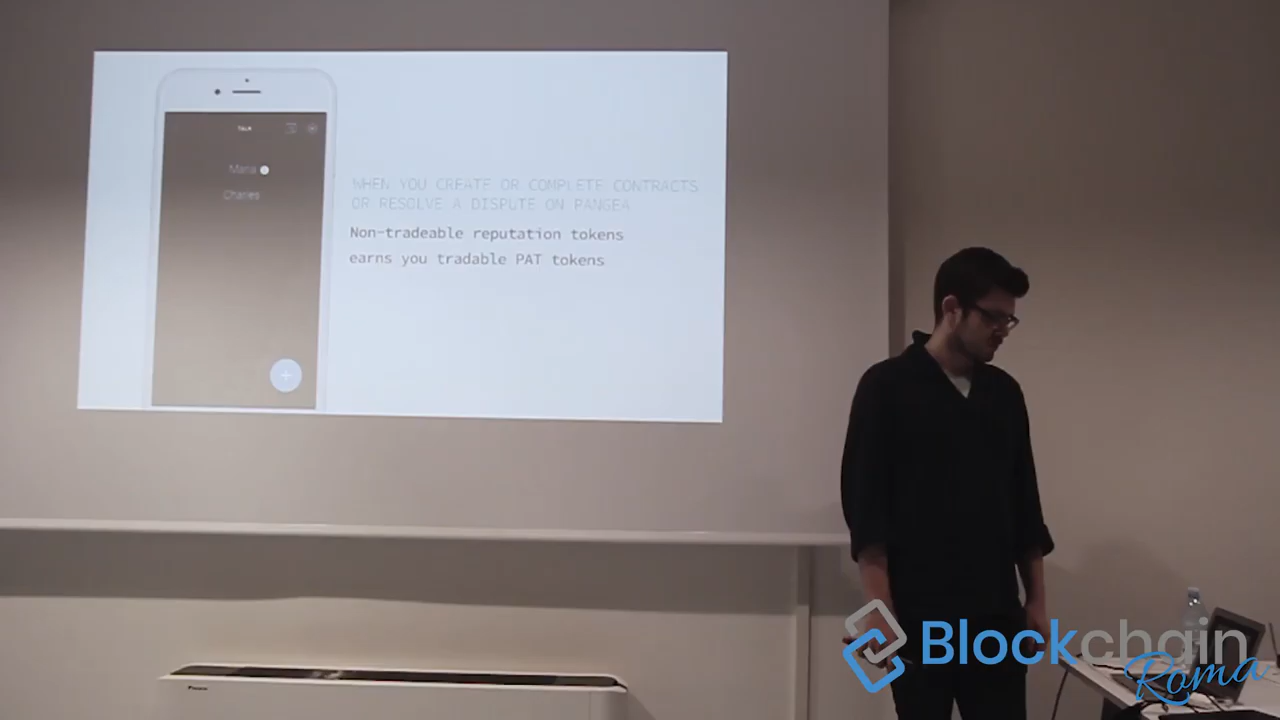 Maria
Charles
WHEN YOU CREATE OR COMPLETE CONTRACTS
OR RESOLVE A DISPUTE ON PANGEA
Non-tradeable reputation tokens
earns you tradable PAT tokens
Blockchain
Roma